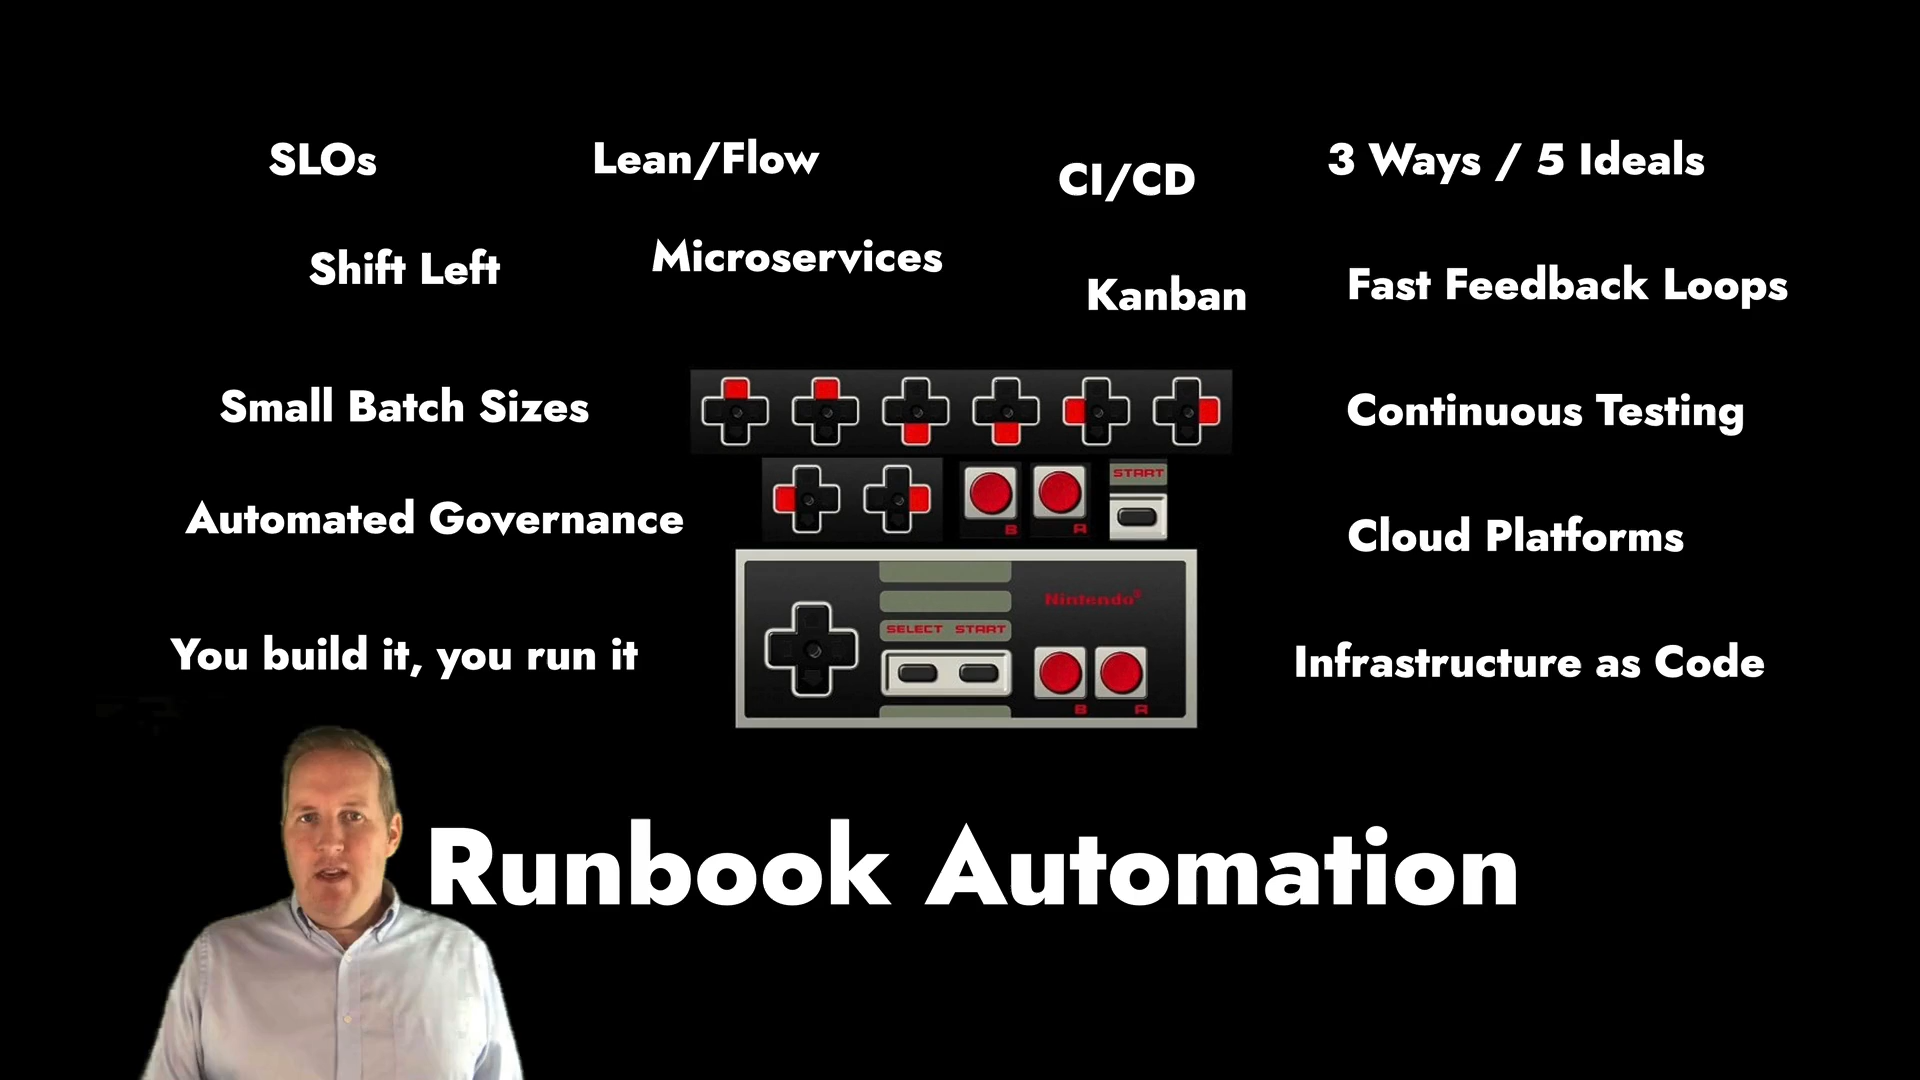 SLOs
Lean/Flow
CI/CD
3 Ways / 5 Ideals
Shift Left
Microservices
Kanban
Fast Feedback Loops
Small Batch Sizes
Continuous Testing
START
Automated Governance
B
A
Cloud Platforms
Nintendo²
SELECT START
You build it, you run it
Infrastructure as Code
B
A
Runbook Automation